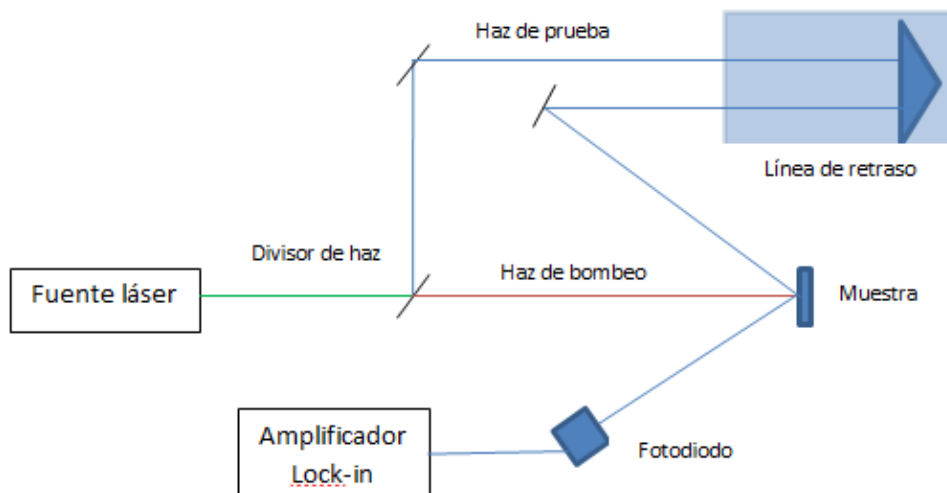 Haz de prueba
Línea de retraso
Divisor de haz
Haz de bombeo
Fuente láser
Muestra
Amplificador
Lock-in
Fotodiodo